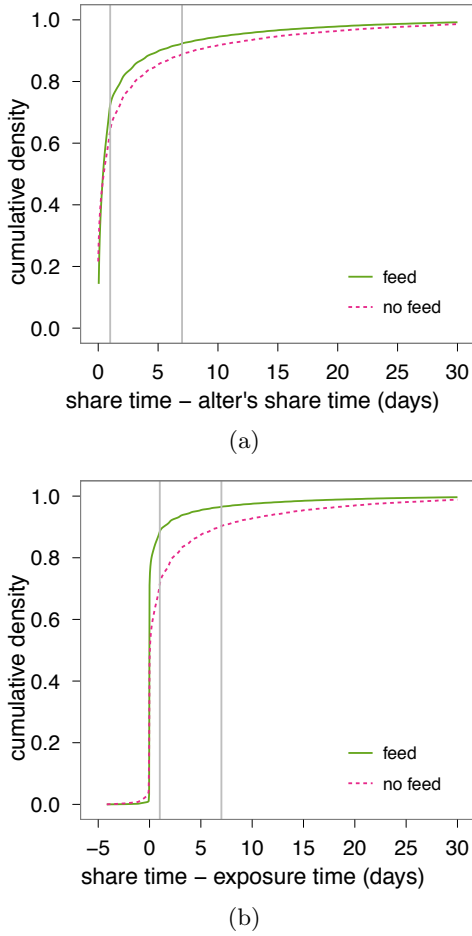 1.0
0.8
0.6
0.4
0.2
0.0
cumulative density
feed
no feed
0 5 10 15 20 25 30
share time − alter's share time (days)
(a)
1.0
0.8
0.6
0.4
0.2
0.0
cumulative density
feed
no feed
−5 0 5 10 15 20 25 30
share time − exposure time (days)
(b)